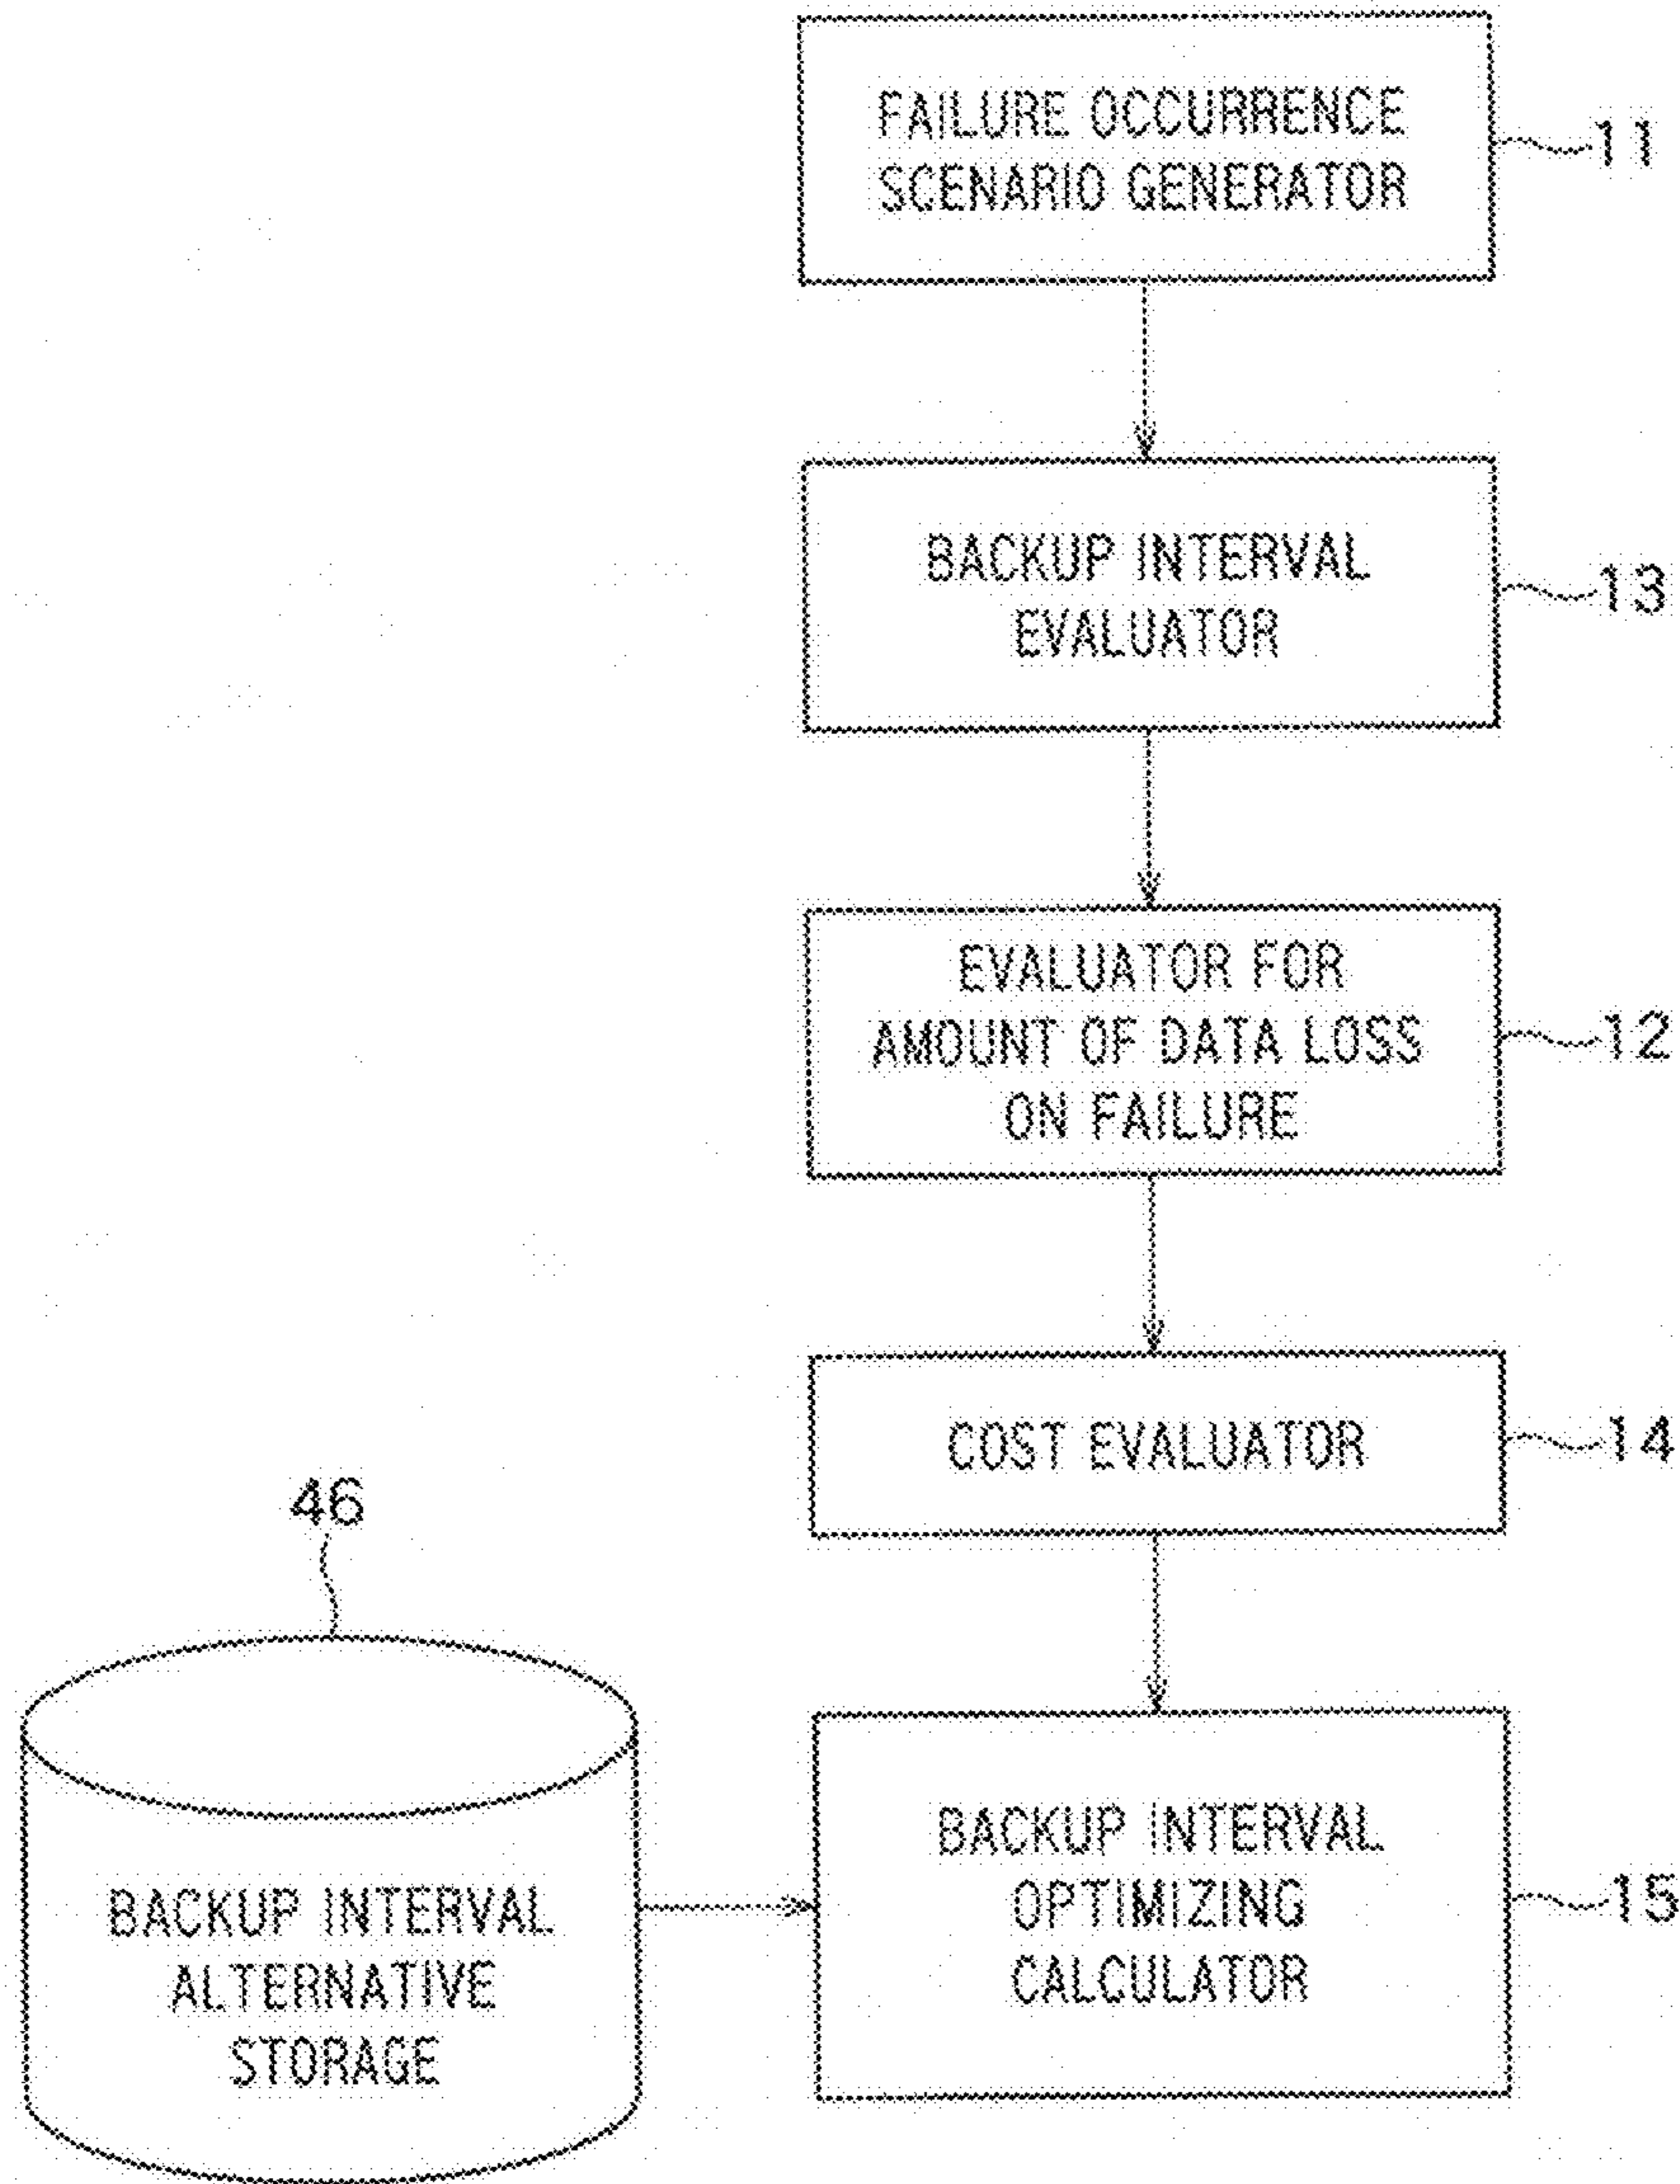 FAILURE OCCURRENCE
SCENARIO GENERATOR
11
BACKUP INTERVAL
EVALUATOR
13
EVALUATOR FOR
AMOUNT OF DATA LOSS
ON FAILURE
12
COST EVALUATOR
14
46
BACKUP INTERVAL
ALTERNATIVE
STORAGE
BACKUP INTERVAL
OPTIMIZING
CALCULATOR
15